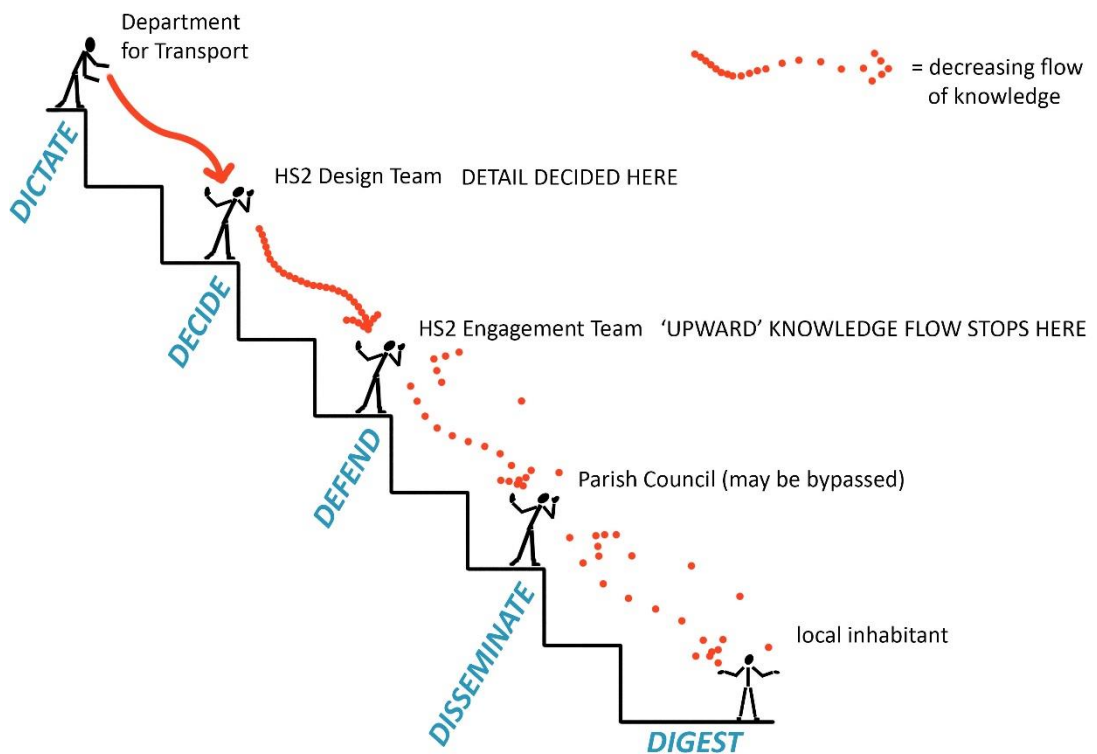 Department
for Transport
= decreasing flow
of knowledge
DICTATE
HS2 Design Team DETAIL DECIDED HERE
DECIDE
HS2 Engagement Team ‘UPWARD’ KNOWLEDGE FLOW STOPS HERE
DEFEND
Parish Council (may be bypassed)
DISSEMINATE
local inhabitant
DIGEST